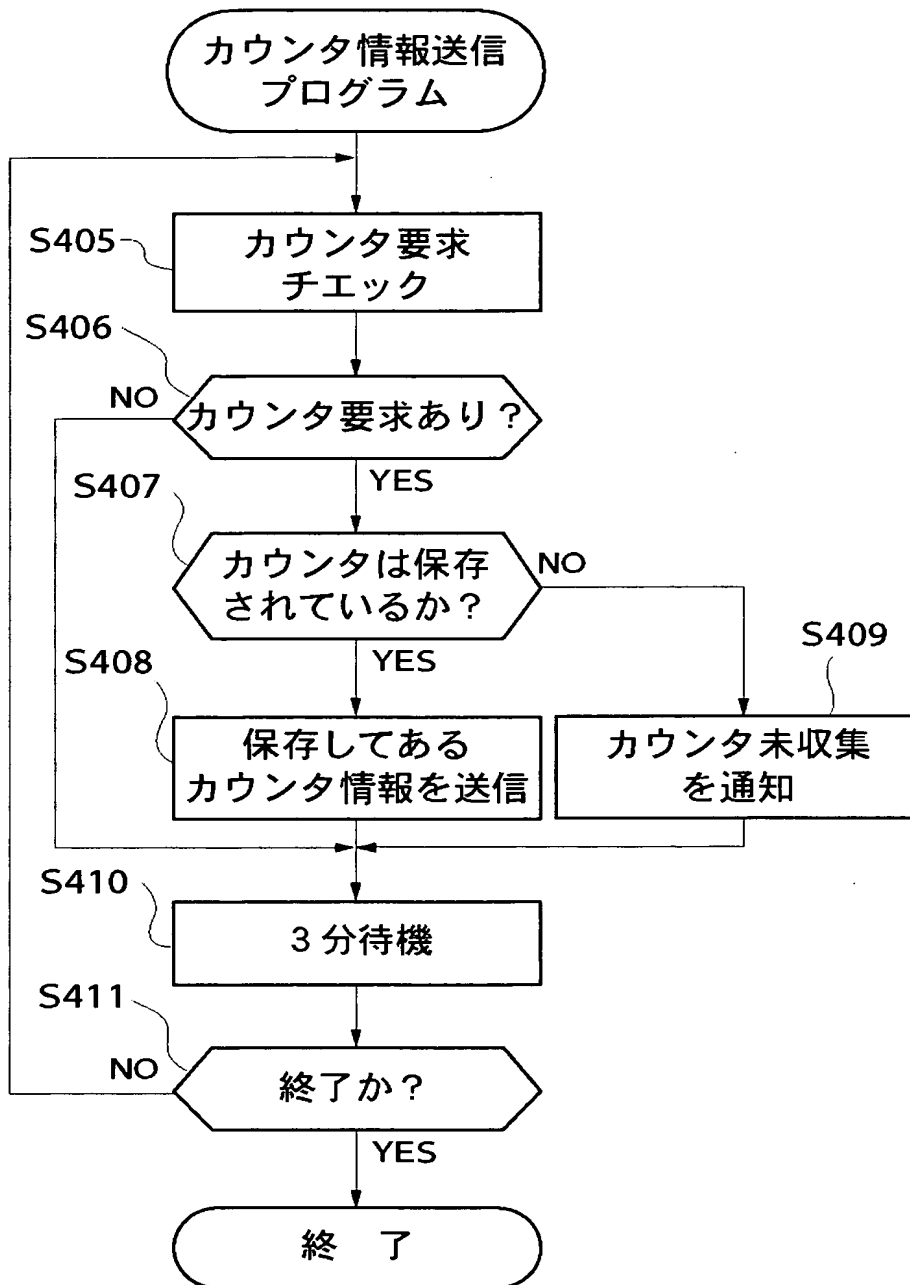 カウンタ情報送信
プログラム
S405
カウンタ要求
チエック
S406
NO
カウンタ要求あり？
YES
S407
カウンタは保存
されているか？
NO
YES
S408
保存してある
カウンタ情報を送信
S409
カウンタ未収集
を通知
S410
3分待機
S411
NO
終了か？
YES
終 了